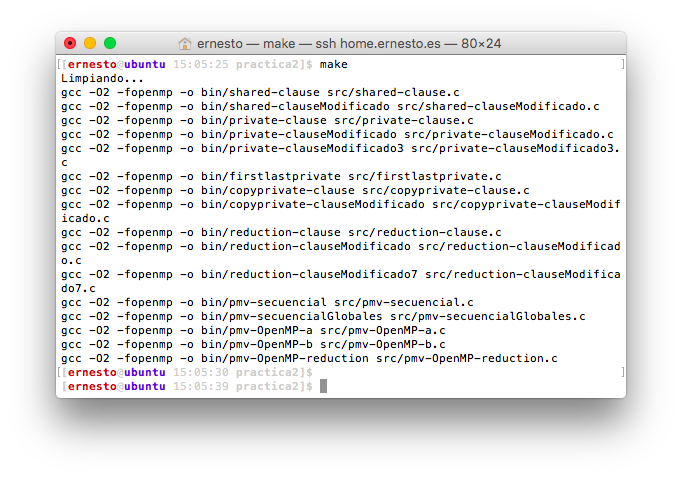 ernesto — make — ssh home.ernesto.es — 80×24
[[ernesto@ubuntu 15:05:25 practica2]$ make ]
Limpiando...
gcc -O2 -fopenmp -o bin/shared-clause src/shared-clause.c
gcc -O2 -fopenmp -o bin/shared-clauseModificado src/shared-clauseModificado.c
gcc -O2 -fopenmp -o bin/private-clause src/private-clause.c
gcc -O2 -fopenmp -o bin/private-clauseModificado src/private-clauseModificado.c
gcc -O2 -fopenmp -o bin/private-clauseModificado3 src/private-clauseModificado3.
c
gcc -O2 -fopenmp -o bin/firstlastprivate src/firstlastprivate.c
gcc -O2 -fopenmp -o bin/copyprivate-clause src/copyprivate-clause.c
gcc -O2 -fopenmp -o bin/copyprivate-clauseModificado src/copyprivate-clauseModif
icado.c
gcc -O2 -fopenmp -o bin/reduction-clause src/reduction-clause.c
gcc -O2 -fopenmp -o bin/reduction-clauseModificado src/reduction-clauseModificad
o.c
gcc -O2 -fopenmp -o bin/reduction-clauseModificado7 src/reduction-clauseModifica
do7.c
gcc -O2 -fopenmp -o bin/pmv-secuencial src/pmv-secuencial.c
gcc -O2 -fopenmp -o bin/pmv-secuencialGlobales src/pmv-secuencialGlobales.c
gcc -O2 -fopenmp -o bin/pmv-OpenMP-a src/pmv-OpenMP-a.c
gcc -O2 -fopenmp -o bin/pmv-OpenMP-b src/pmv-OpenMP-b.c
gcc -O2 -fopenmp -o bin/pmv-OpenMP-reduction src/pmv-OpenMP-reduction.c
[[ernesto@ubuntu 15:05:30 practica2]$ ]
[ernesto@ubuntu 15:05:39 practica2]$